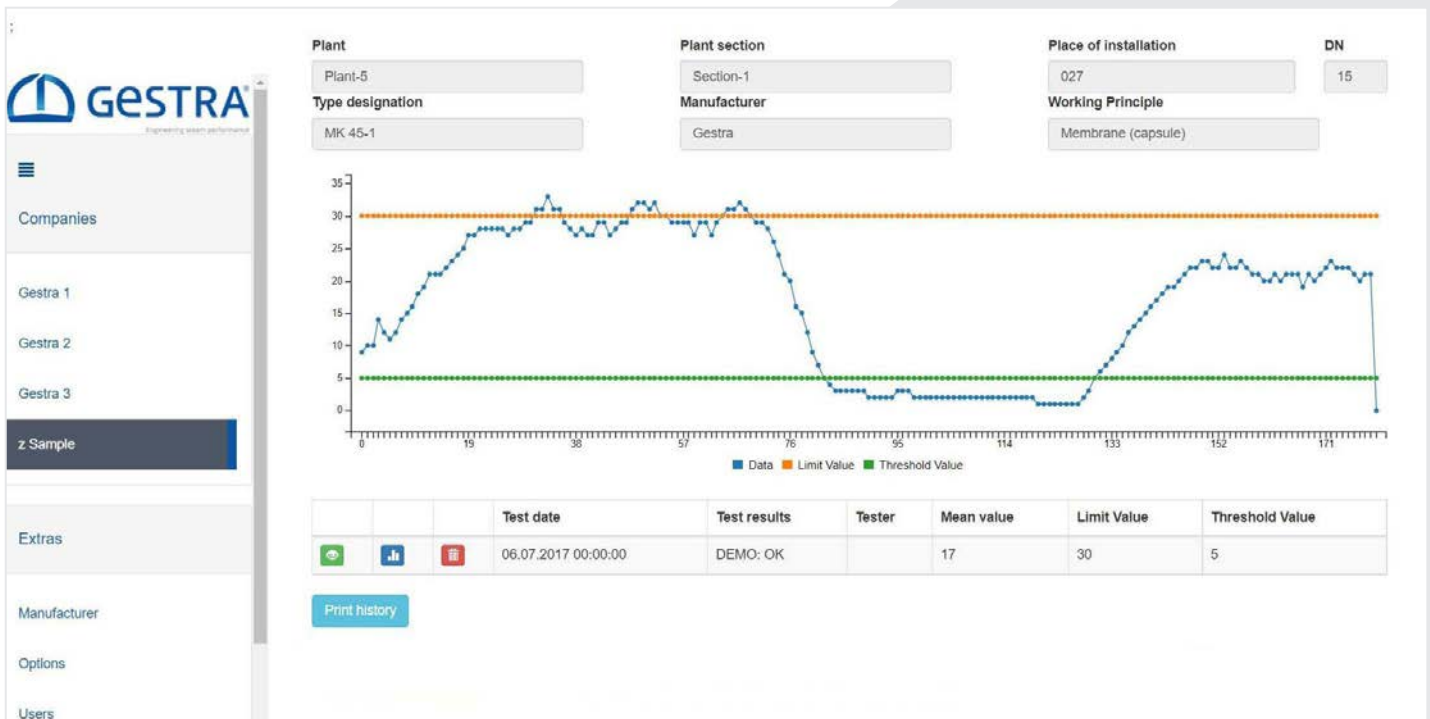 ;
GESTRA
Engineering steam performance
Companies
Gestra 1
Gestra 2
Gestra 3
z Sample
Extras
Manufacturer
Options
Users
Plant Plant section Place of installation DN
Plant-5 Section-1 027 15
Type designation Manufacturer Working Principle
MK 45-1 Gestra Membrane (capsule)
35
30
25
20
15
10
5
0
0 19 38 57 76 95 114 133 152 171
Data Limit Value Threshold Value
Test date Test results Tester Mean value Limit Value Threshold Value
06.07.2017 00:00:00 DEMO: OK 17 30 5
Print history